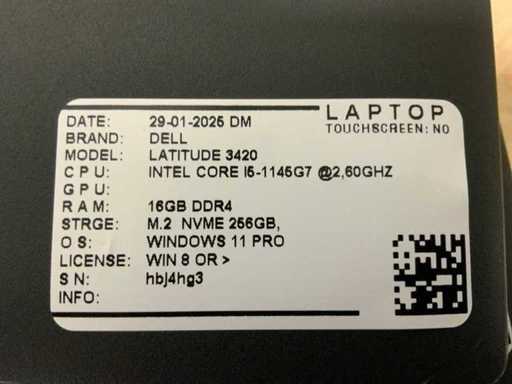 LAPTOP
TOUCHSCREEN: NO
DATE: 29-01-2025 DM
BRAND: DELL
MODEL: LATITUDE 3420
CPU: INTEL CORE I5-1145G7 @2,60GHZ
GPU:
RAM: 16GB DDR4
STRGE: M.2 NVME 256GB,
OS: WINDOWS 11 PRO
LICENSE: WIN 8 OR >
SN: hbj4hg3
INFO: